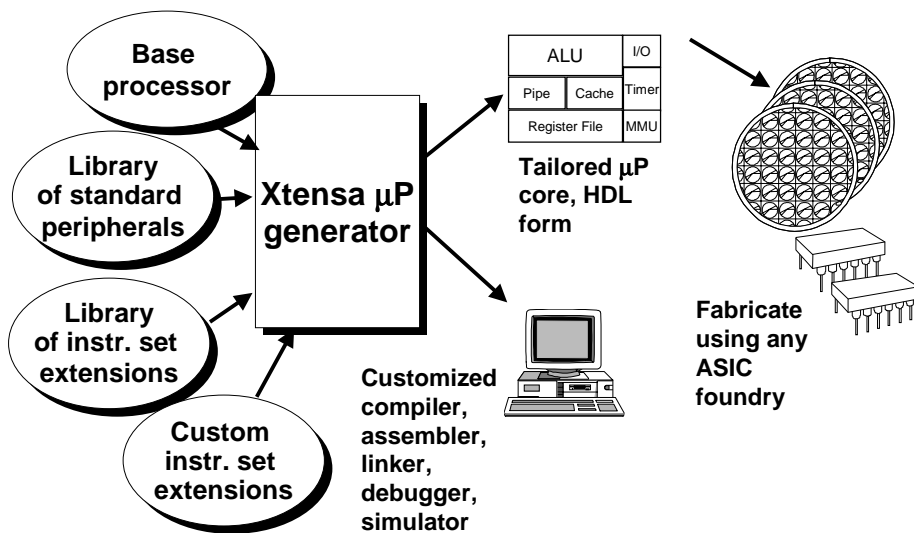 Base
processor
Library
of standard
peripherals
Library
of instr. set
extensions
Custom
instr. set
extensions
Xtensa μP
generator
ALU
I/O
Pipe
Cache
Timer
Register File
MMU
Tailored μP
core, HDL
form
Customized
compiler,
assembler,
linker,
debugger,
simulator
Fabricate
using any
ASIC
foundry